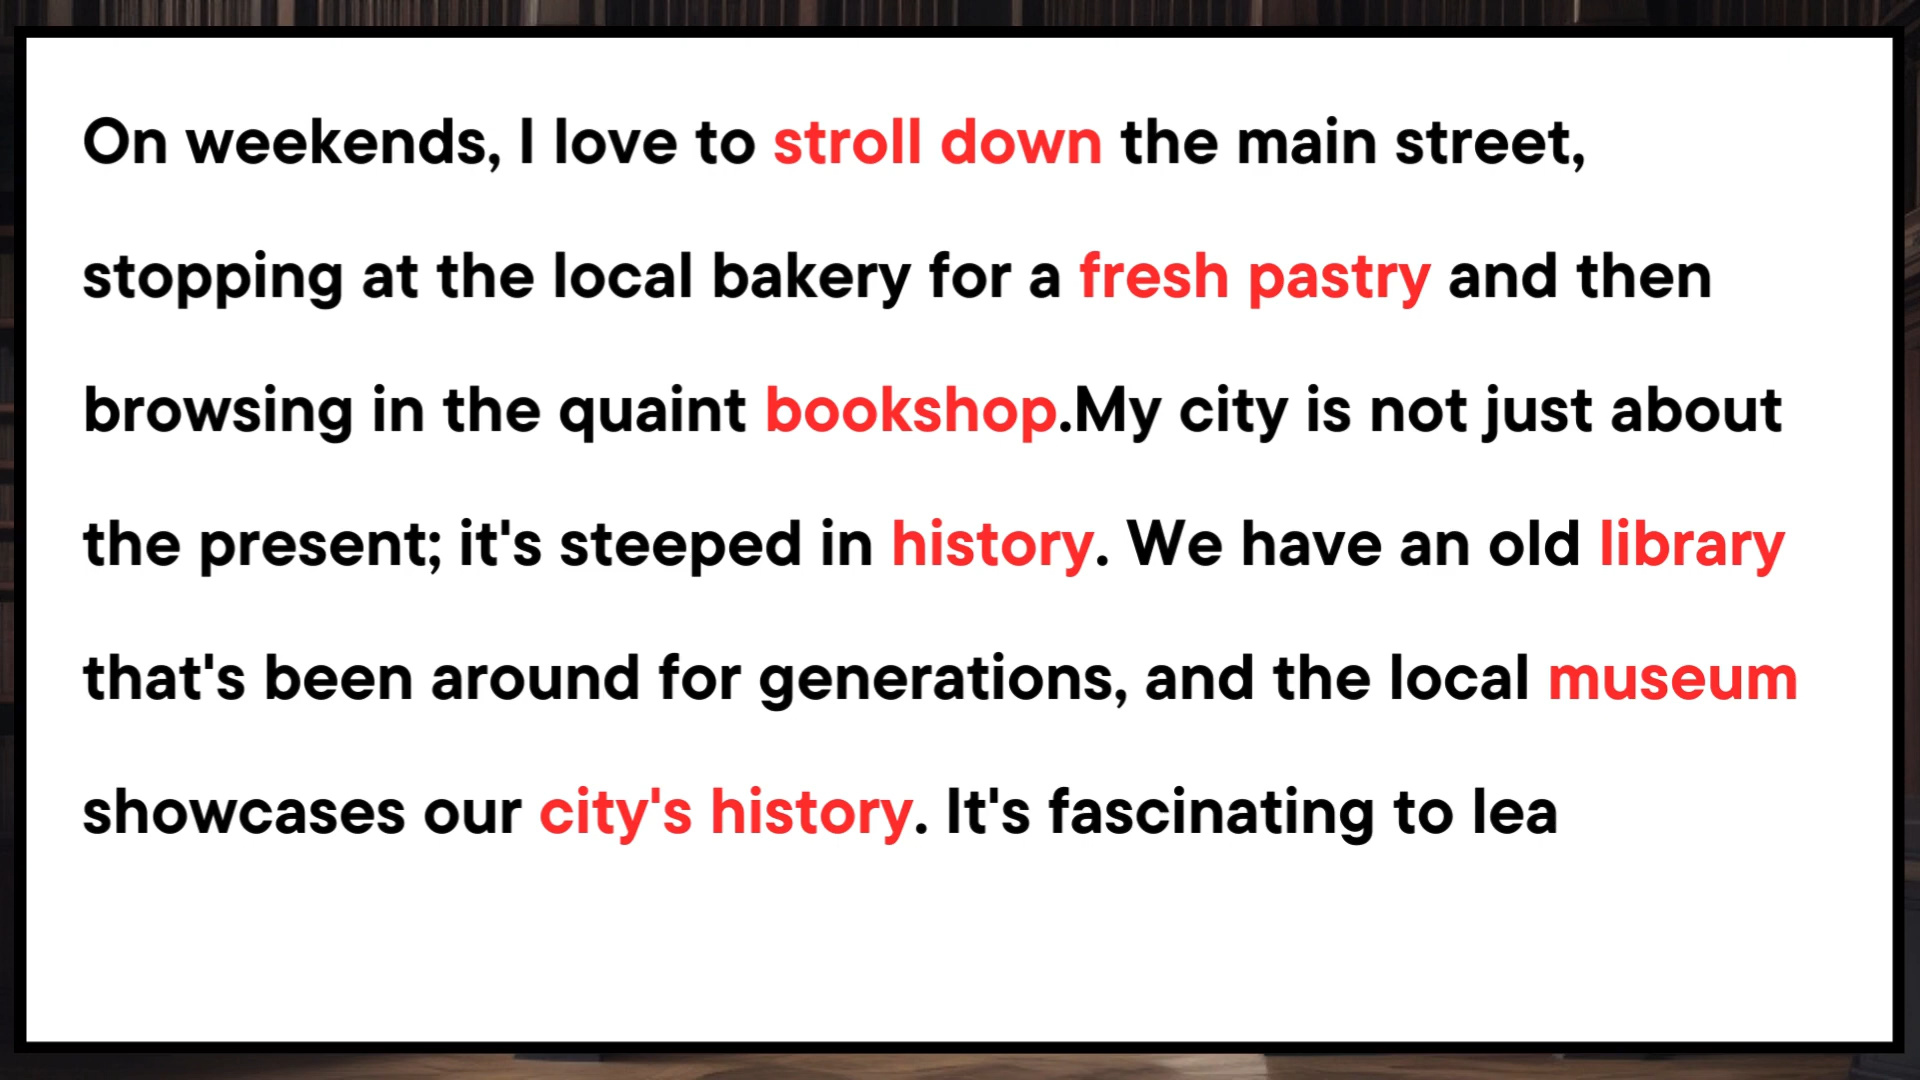 On weekends, I love to stroll down the main street,
stopping at the local bakery for a fresh pastry and then
browsing in the quaint bookshop.My city is not just about
the present; it's steeped in history. We have an old library
that's been around for generations, and the local museum
showcases our city's history. It's fascinating to lea